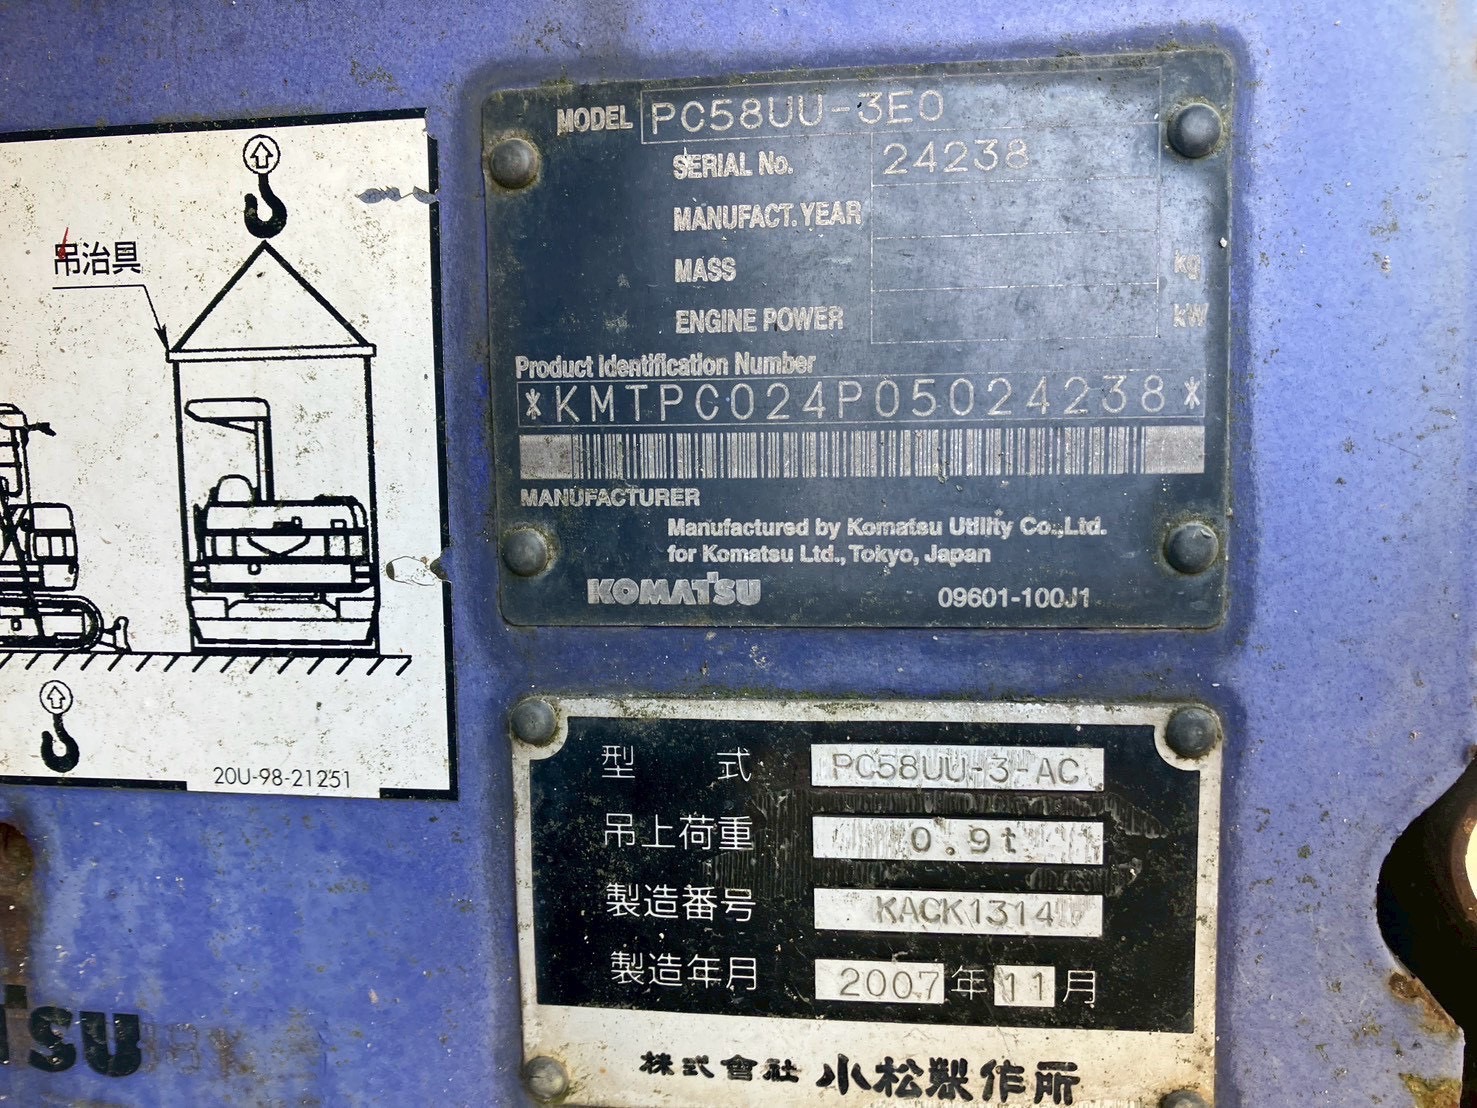 吊治具
20U-98-21251
MODEL PC58UU-3E0
SERIAL No. 24238
MANUFACT. YEAR
MASS kg
ENGINE POWER kW
Product Identification Number
*KMTPC024P05024238*
MANUFACTURER
Manufactured by Komatsu Utility Co.,Ltd.
for Komatsu Ltd., Tokyo, Japan
KOMATSU 09601-100J1
型 式 PC58UU-3-AC
吊上荷重 0.9t
製造番号 KACK1314
製造年月 2007年11月
株式會社 小松製作所